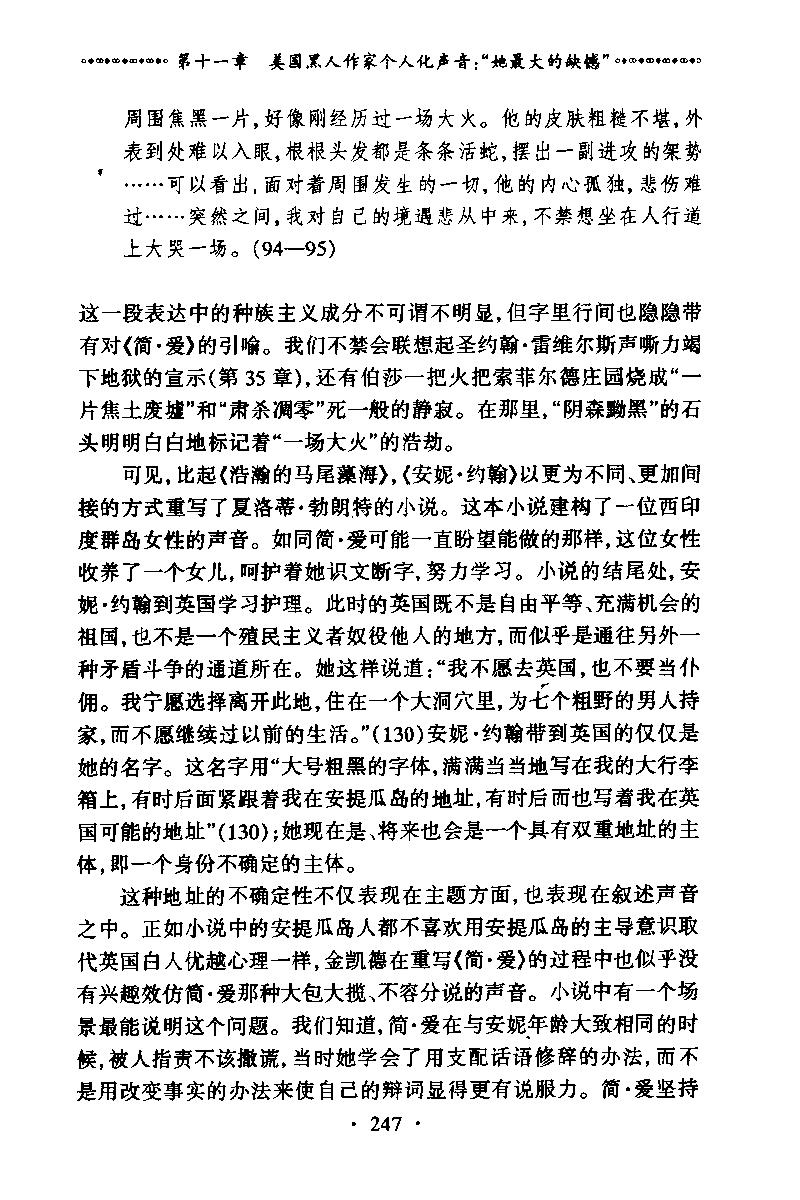 第十一章 美国黑人作家个人化声音:“她最大的缺憾”
周围焦黑一片,好像刚经历过一场大火。他的皮肤粗糙不堪,外
表到处难以入眼,根根头发都是条条活蛇,摆出一副进攻的架势
……可以看出,面对着周围发生的一切,他的内心孤独,悲伤难
过……突然之间,我对自己的境遇悲从中来,不禁想坐在人行道
上大哭一场。(94—95)
这一段表达中的种族主义成分不可谓不明显,但字里行间也隐隐带
有对《简·爱》的引喻。我们不禁会联想起圣约翰·雷维尔斯声嘶力竭
下地狱的宣示(第 35 章),还有伯莎一把火把索菲尔德庄园烧成“一
片焦土废墟”和“肃杀凋零”死一般的静寂。在那里,“阴森黝黑”的石
头明明白白地标记着“一场大火”的浩劫。
可见,比起《浩瀚的马尾藻海》,《安妮·约翰》以更为不同、更加间
接的方式重写了夏洛蒂·勃朗特的小说。这本小说建构了一位西印
度群岛女性的声音。如同简·爱可能一直盼望能做的那样,这位女性
收养了一个女儿,呵护着她识文断字,努力学习。小说的结尾处,安
妮·约翰到英国学习护理。此时的英国既不是自由平等、充满机会的
祖国,也不是一个殖民主义者奴役他人的地方,而似乎是通往另外一
种矛盾斗争的通道所在。她这样说道:“我不愿去英国,也不要当仆
佣。我宁愿选择离开此地,住在一个大洞穴里,为七个粗野的男人持
家,而不愿继续过以前的生活。”(130)安妮·约翰带到英国的仅仅是
她的名字。这名字用“大号粗黑的字体,满满当当地写在我的大行李
箱上,有时后面紧跟着我在安提瓜岛的地址,有时后而也写着我在英
国可能的地址”(130);她现在是、将来也会是一个具有双重地址的主
体,即一个身份不确定的主体。
这种地址的不确定性不仅表现在主题方面,也表现在叙述声音
之中。正如小说中的安提瓜岛人都不喜欢用安提瓜岛的主导意识取
代英国白人优越心理一样,金凯德在重写《简·爱》的过程中也似乎没
有兴趣效仿简·爱那种大包大揽、不容分说的声音。小说中有一个场
景最能说明这个问题。我们知道,简·爱在与安妮年龄大致相同的时
候,被人指责不该撒谎,当时她学会了用支配话语修辞的办法,而不
是用改变事实的办法来使自己的辩词显得更有说服力。简·爱坚持
· 247 ·